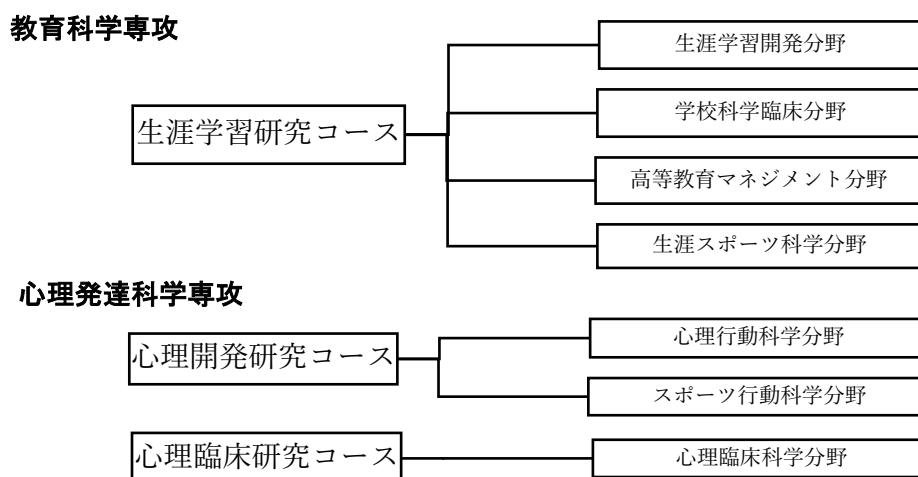 教育科学専攻
生涯学習研究コース
生涯学習開発分野
学校科学臨床分野
高等教育マネジメント分野
生涯スポーツ科学分野
心理発達科学専攻
心理開発研究コース
心理行動科学分野
スポーツ行動科学分野
心理臨床研究コース
心理臨床科学分野